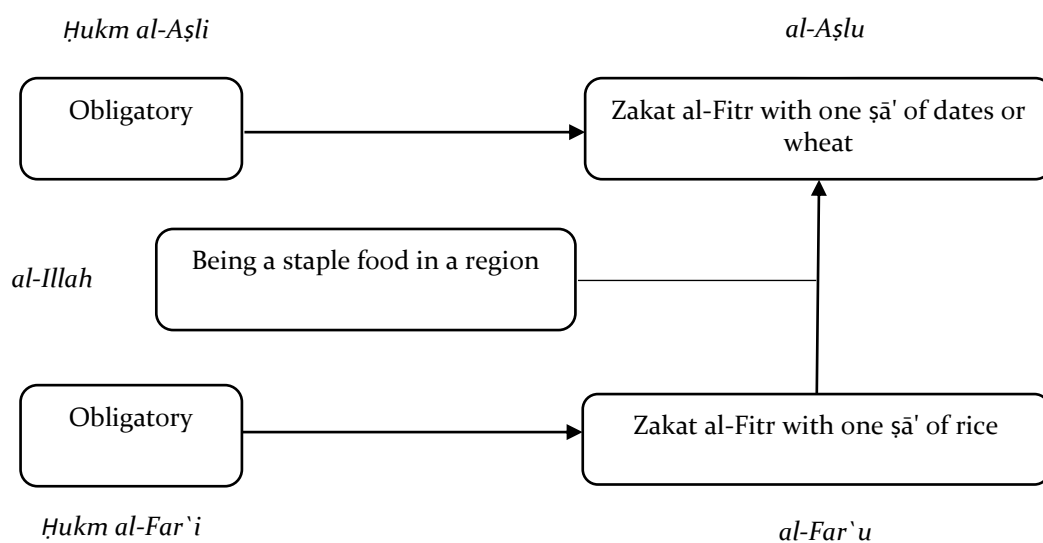 Ḥukm al-Aṣli
al-Aṣlu
Obligatory
Zakat al-Fitr with one ṣā' of dates or
wheat
al-Illah
Being a staple food in a region
Obligatory
Zakat al-Fitr with one ṣā' of rice
Ḥukm al-Far`i
al-Far`u